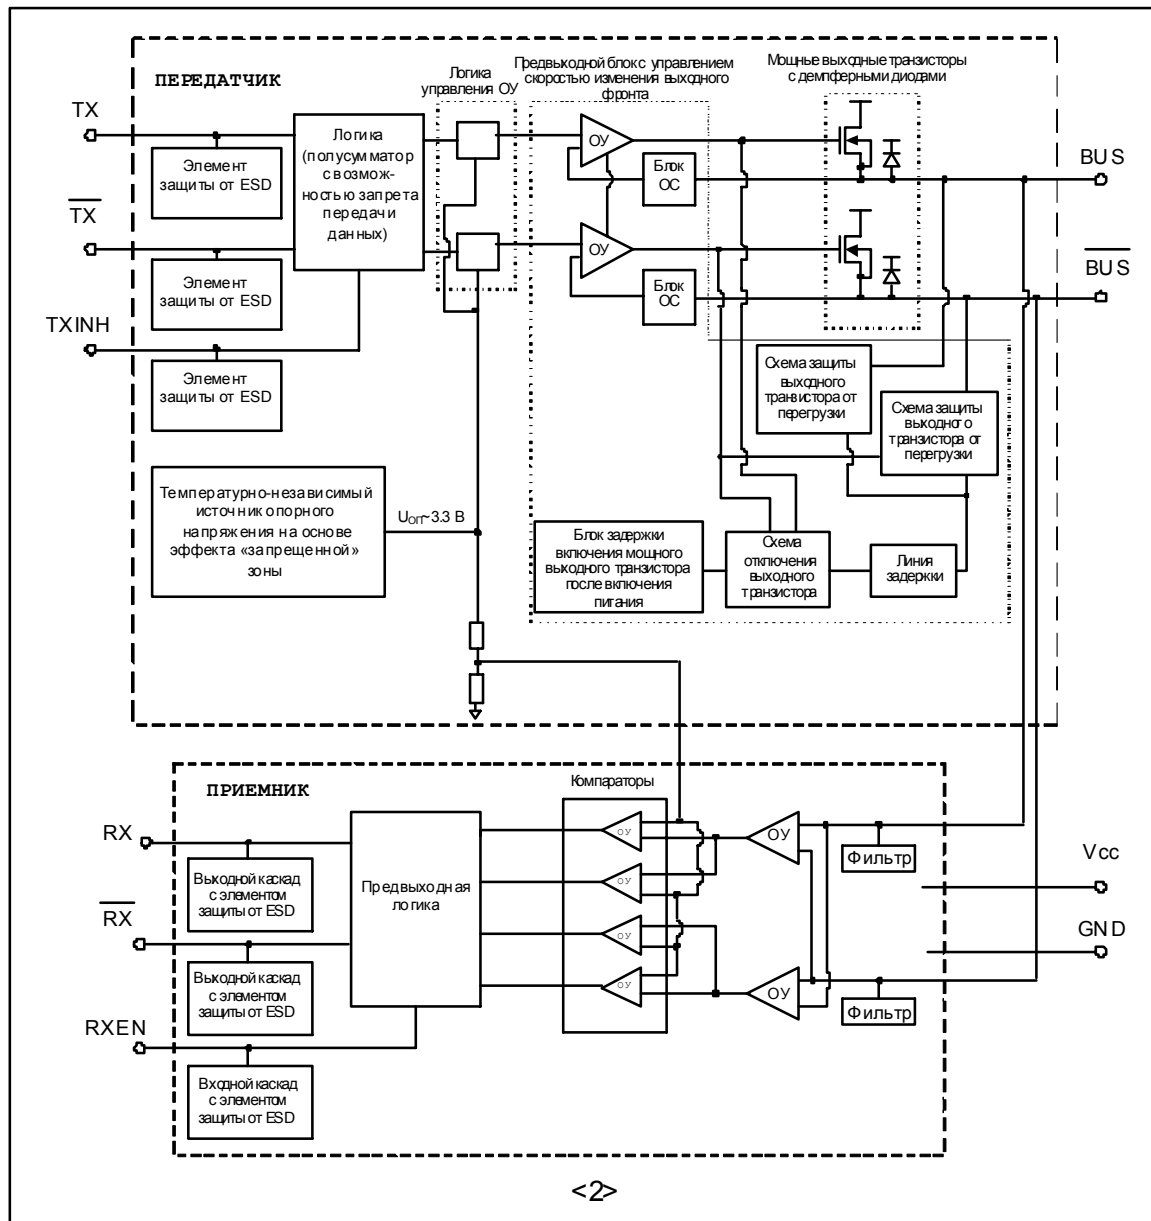 ПЕРЕДАТЧИК
Логика
управления ОУ
Предвыходной блок с управлением
скоростью изменения выходного
фронта
Мощные выходные транзисторы
с демпферными диодами
TX
Элемент
защиты от ESD
TX
Элемент
защиты от ESD
TXINH
Элемент
защиты от ESD
Логика
(полусумматор
с возмож-
ностью запрета
передачи
данных)
ОУ
Блок
ОС
ОУ
Блок
ОС
BUS
BUS
Схема защиты
выходного
транзистора от
перегрузки
Схема защиты
выходного
транзистора от
перегрузки
Температурно-независимый
источник опорного
напряжения на основе
эффекта «запрещенной»
зоны
UОП~3.3 В
Блок задержки
включения мощного
выходного транзистора
после включения
питания
Схема
отключения
выходного
транзистора
Линия
задержки
ПРИЕМНИК
Компараторы
RX
Выходной каскад
с элементом
защиты от ESD
RX
Выходной каскад
с элементом
защиты от ESD
RXEN
Входной каскад
с элементом
защиты от ESD
Предвыходная
логика
ОУ
ОУ
ОУ
ОУ
ОУ
ОУ
Фильтр
Фильтр
Vcc
GND
<2>